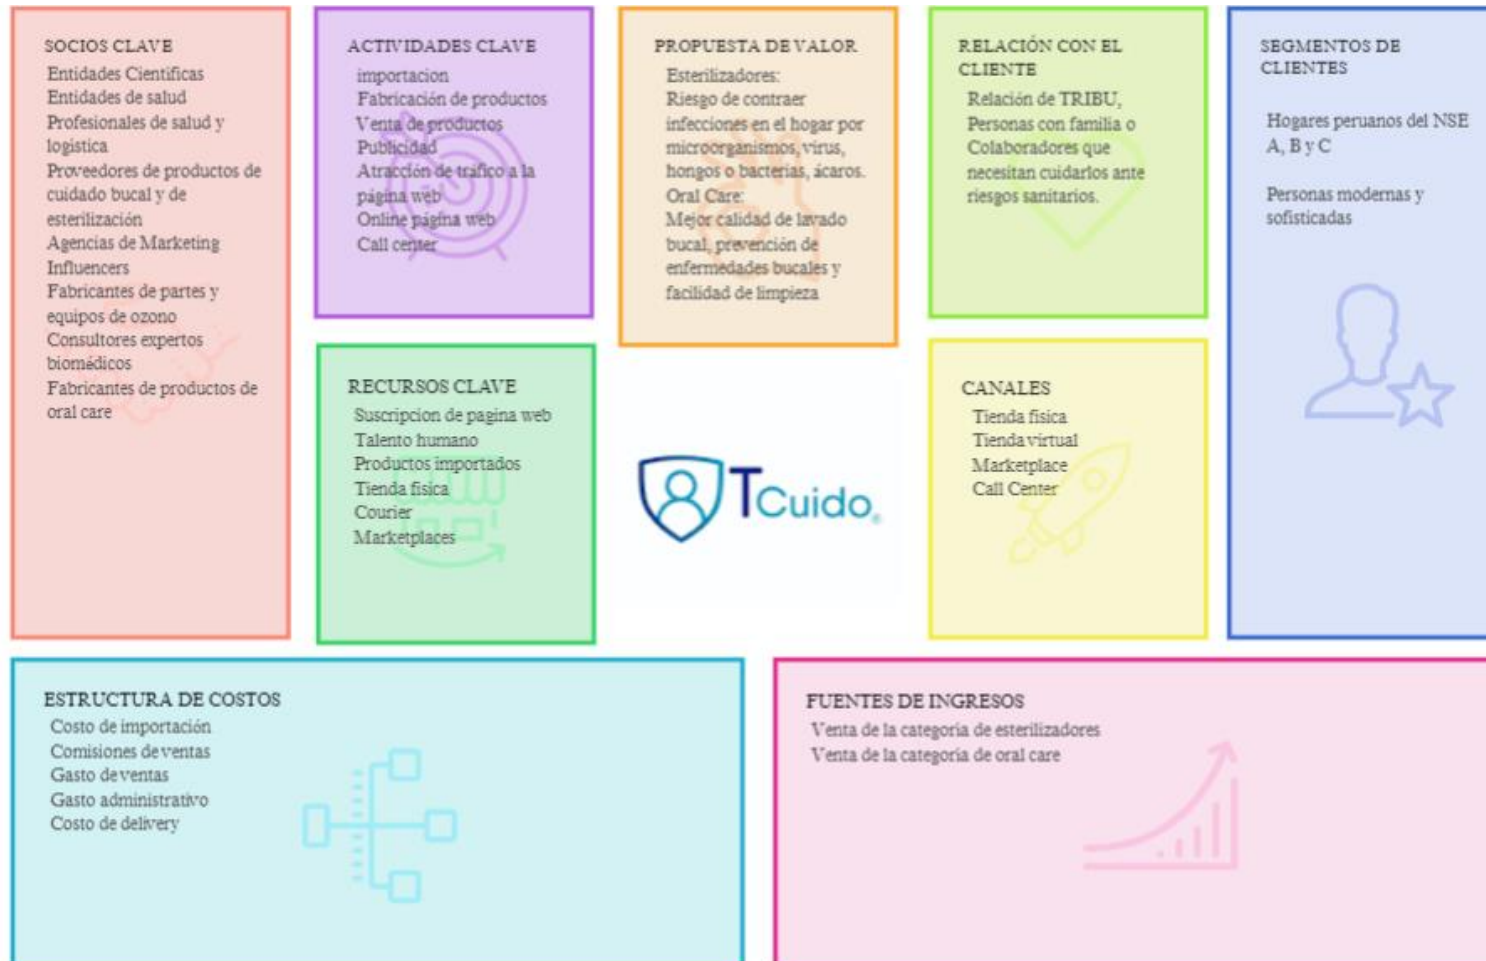 SOCIOS CLAVE
Entidades Cientificas
Entidades de salud
Profesionales de salud y
logística
Proveedores de productos de
cuidado bucal y de
esterilización
Agencias de Marketing
Influencers
Fabricantes de partes y
equipos de ozono
Consultores expertos
biomédicos
Fabricantes de productos de
oral care
ACTIVIDADES CLAVE
importacion
Fabricación de productos
Venta de productos
Publicidad
Atracción de tráfico a la
página web
Online página web
Call center
RECURSOS CLAVE
Suscripcion de pagina web
Talento humano
Productos importados
Tienda fisica
Courier
Marketplaces
PROPUESTA DE VALOR
Esterilizadores:
Riesgo de contraer
infecciones en el hogar por
microorganismos, virus,
hongos o bacterias, ácaros.
Oral Care:
Mejor calidad de lavado
bucal, prevención de
enfermedades bucales y
facilidad de limpieza
TCuido®
RELACIÓN CON EL
CLIENTE
Relación de TRIBU,
Personas con familia o
Colaboradores que
necesitan cuidarlos ante
riesgos sanitarios.
CANALES
Tienda fisica
Tienda virtual
Marketplace
Call Center
SEGMENTOS DE
CLIENTES
Hogares peruanos del NSE
A, B y C
Personas modernas y
sofisticadas
ESTRUCTURA DE COSTOS
Costo de importación
Comisiones de ventas
Gasto de ventas
Gasto administrativo
Costo de delivery
FUENTES DE INGRESOS
Venta de la categoría de esterilizadores
Venta de la categoría de oral care